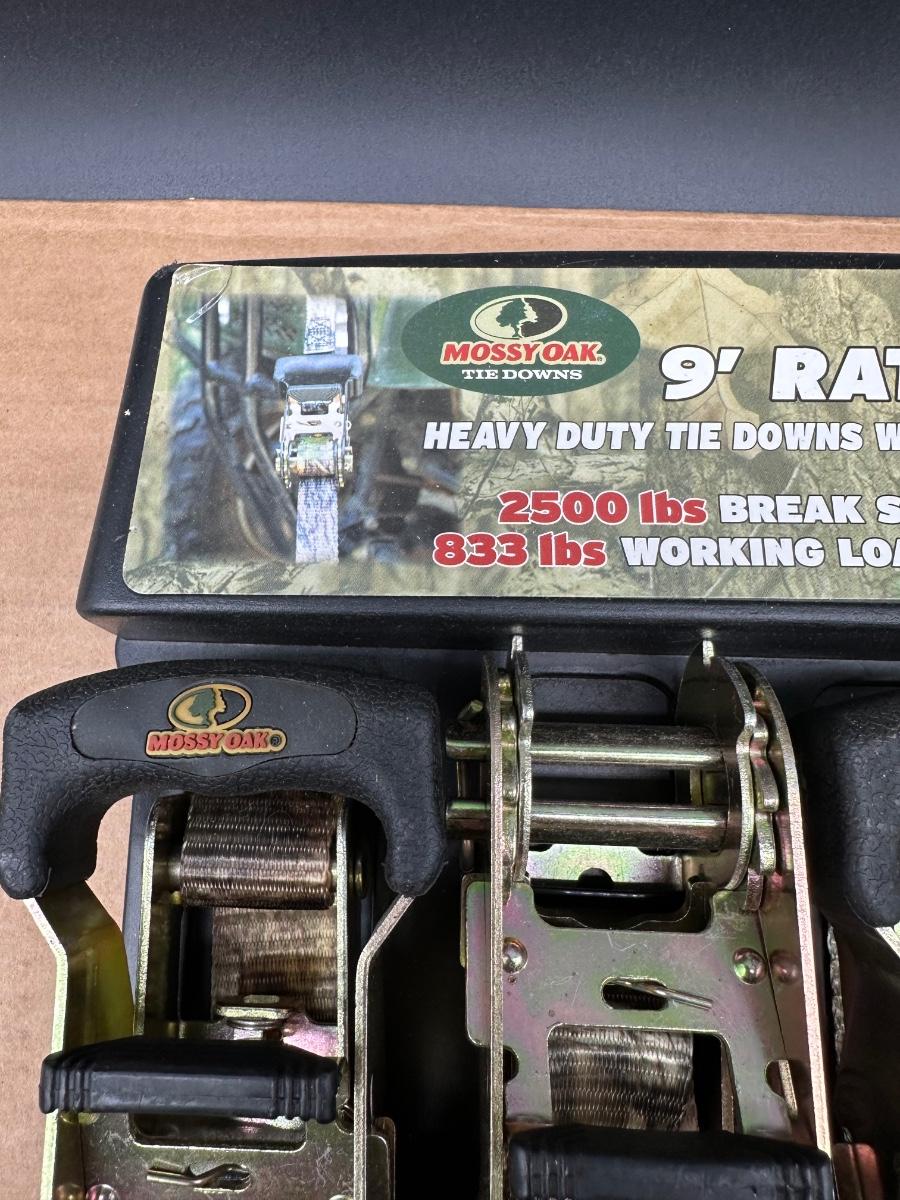 MOSSY OAK®
TIE DOWNS
9' RAT
HEAVY DUTY TIE DOWNS W
2500 lbs BREAK S
833 lbs WORKING LOA
MOSSY OAK®